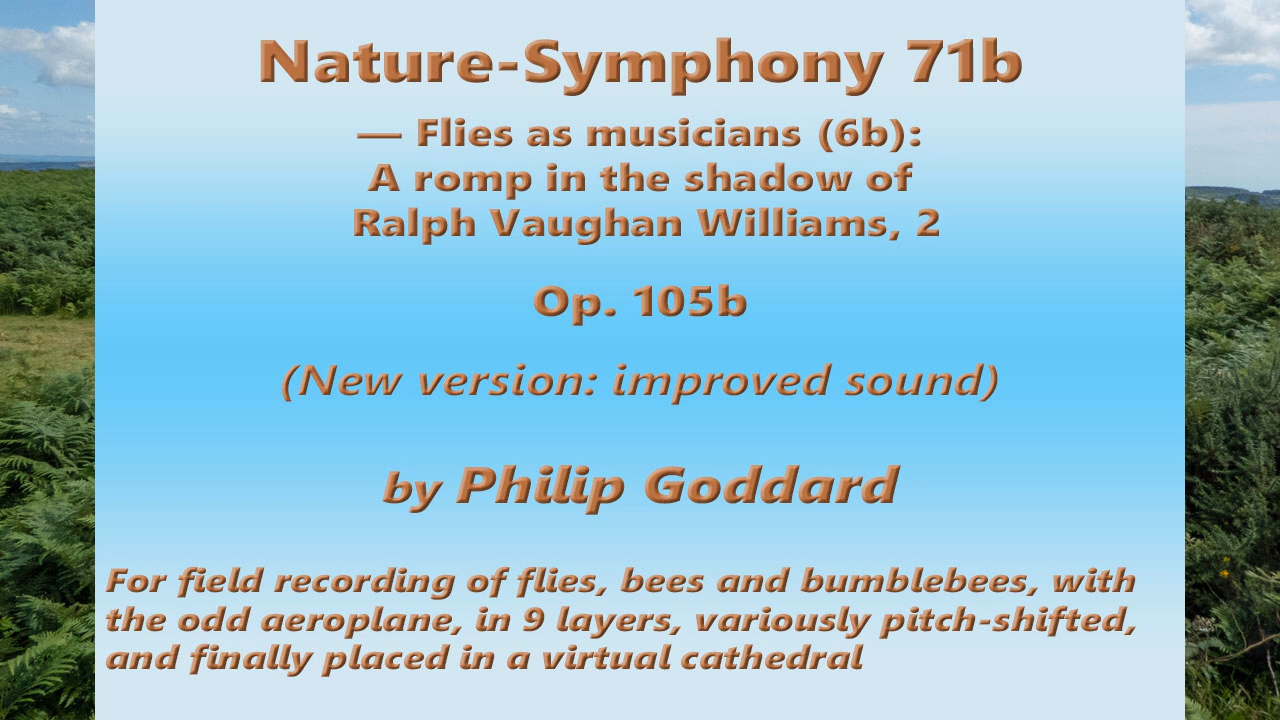 Nature-Symphony 71b
— Flies as musicians (6b):
A romp in the shadow of
Ralph Vaughan Williams, 2
Op. 105b
(New version: improved sound)
by Philip Goddard
For field recording of flies, bees and bumblebees, with
the odd aeroplane, in 9 layers, variously pitch-shifted,
and finally placed in a virtual cathedral